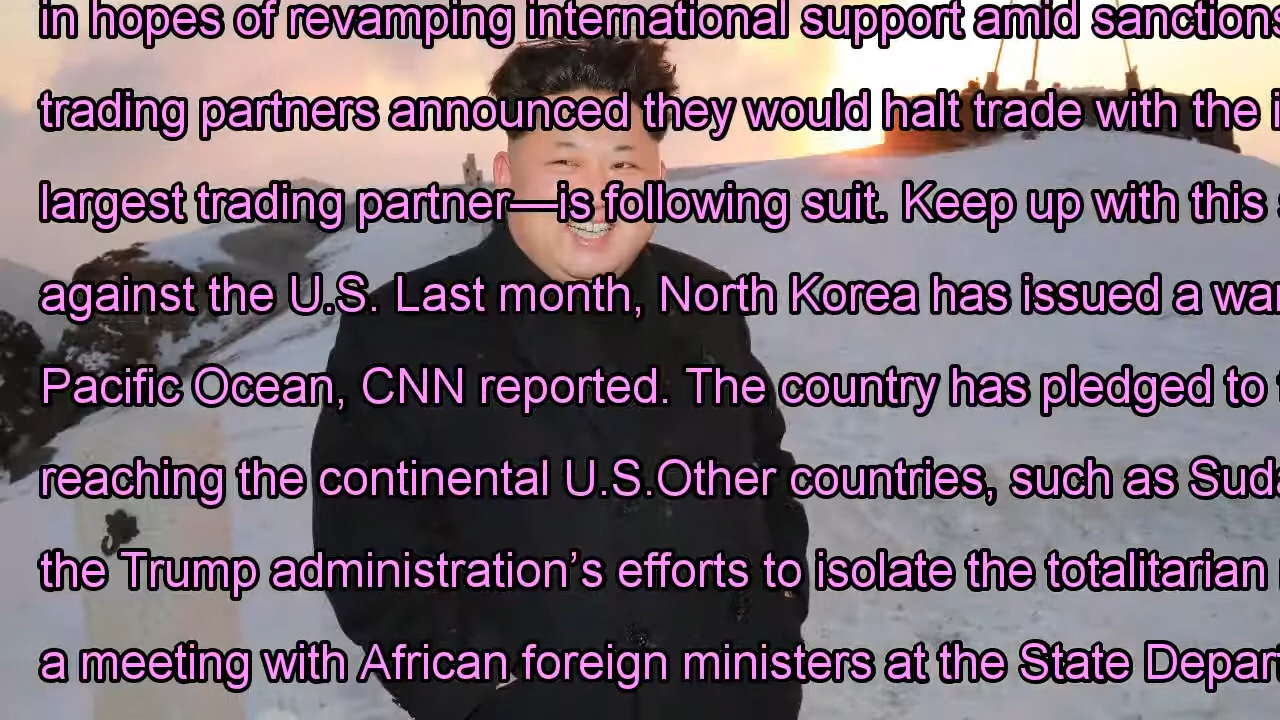 in hopes of revamping international support amid sanctions
trading partners announced they would halt trade with the
largest trading partner—is following suit. Keep up with this
against the U.S. Last month, North Korea has issued a
Pacific Ocean, CNN reported. The country has pledged to
reaching the continental U.S.Other countries, such as
the Trump administration’s efforts to isolate the totalitarian
a meeting with African foreign ministers at the State